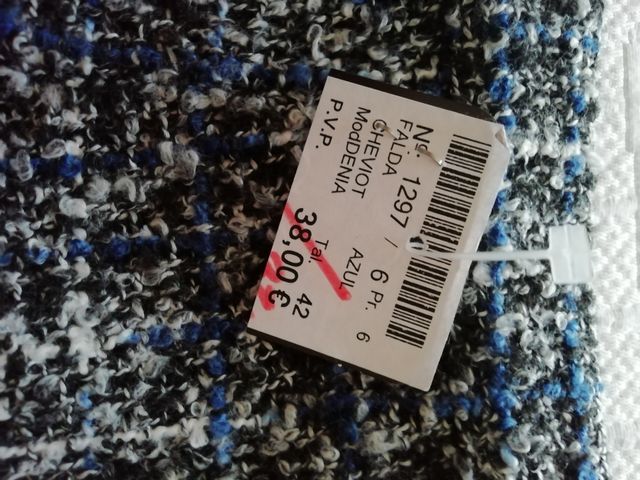 No. 1297 / 6 Pr. 6
FALDA
CHEVIOT AZUL
ModDENIA
Tal. 42
P.V.P. 38,00 €